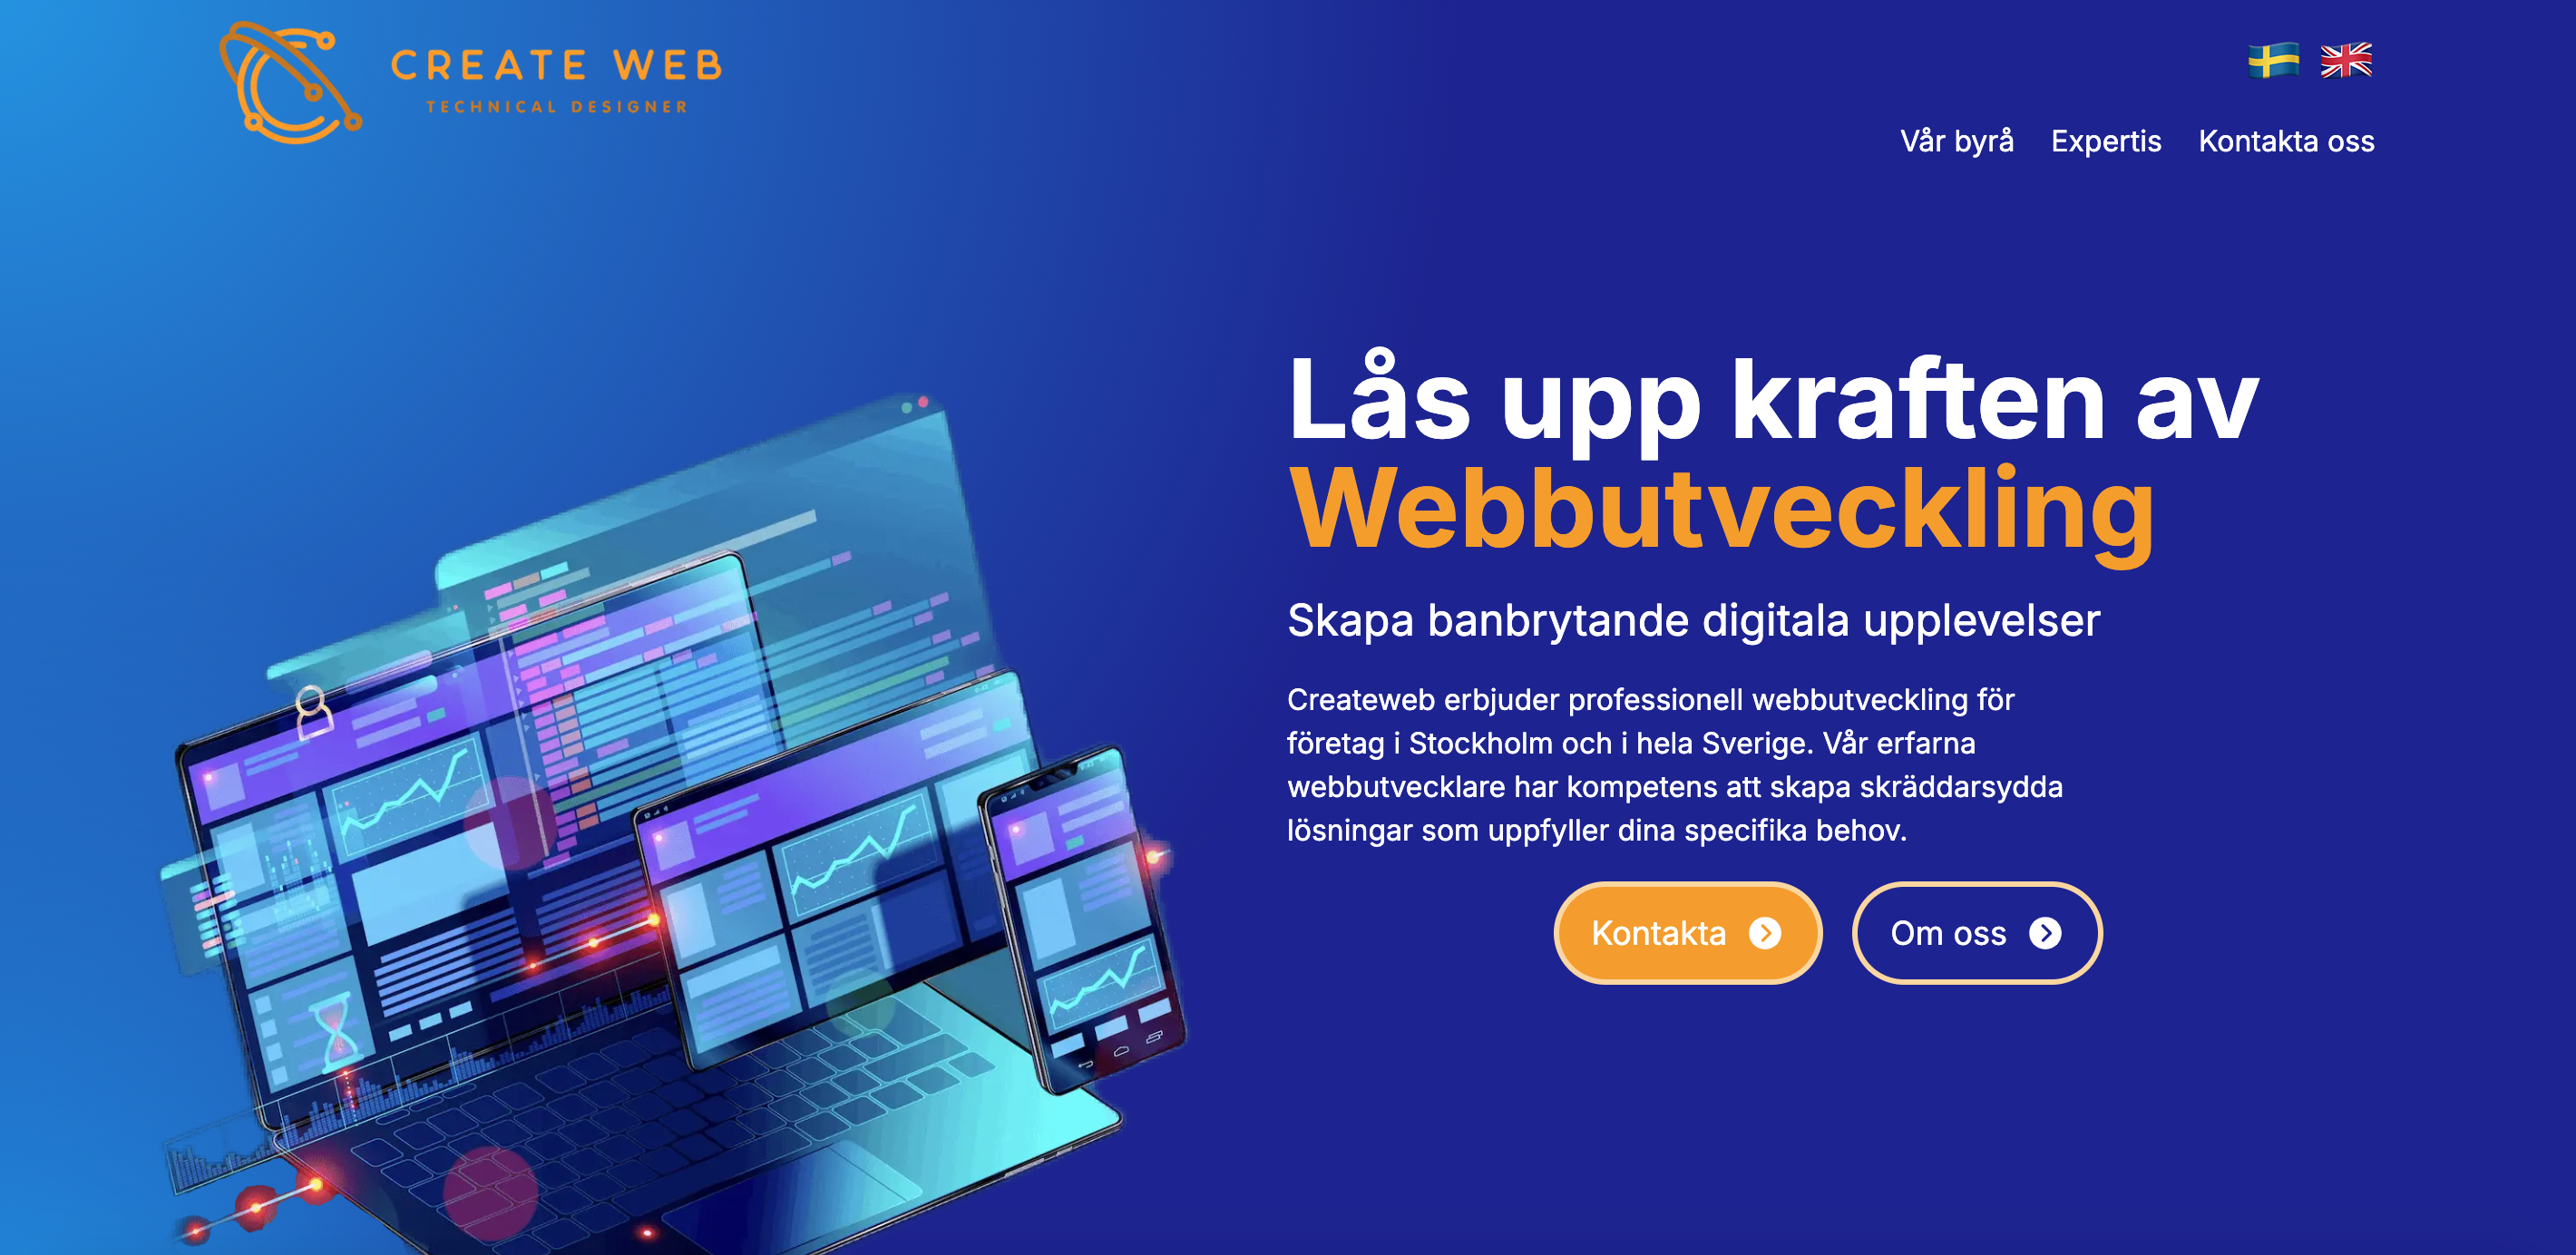 CREATE WEB
TECHNICAL DESIGNER
Vår byrå Expertis Kontakta oss
Lås upp kraften av
Webbutveckling
Skapa banbrytande digitala upplevelser
Createweb erbjuder professionell webbutveckling för
företag i Stockholm och i hela Sverige. Vår erfarna
webbutvecklare har kompetens att skapa skräddarsydda
lösningar som uppfyller dina specifika behov.
Kontakta Om oss